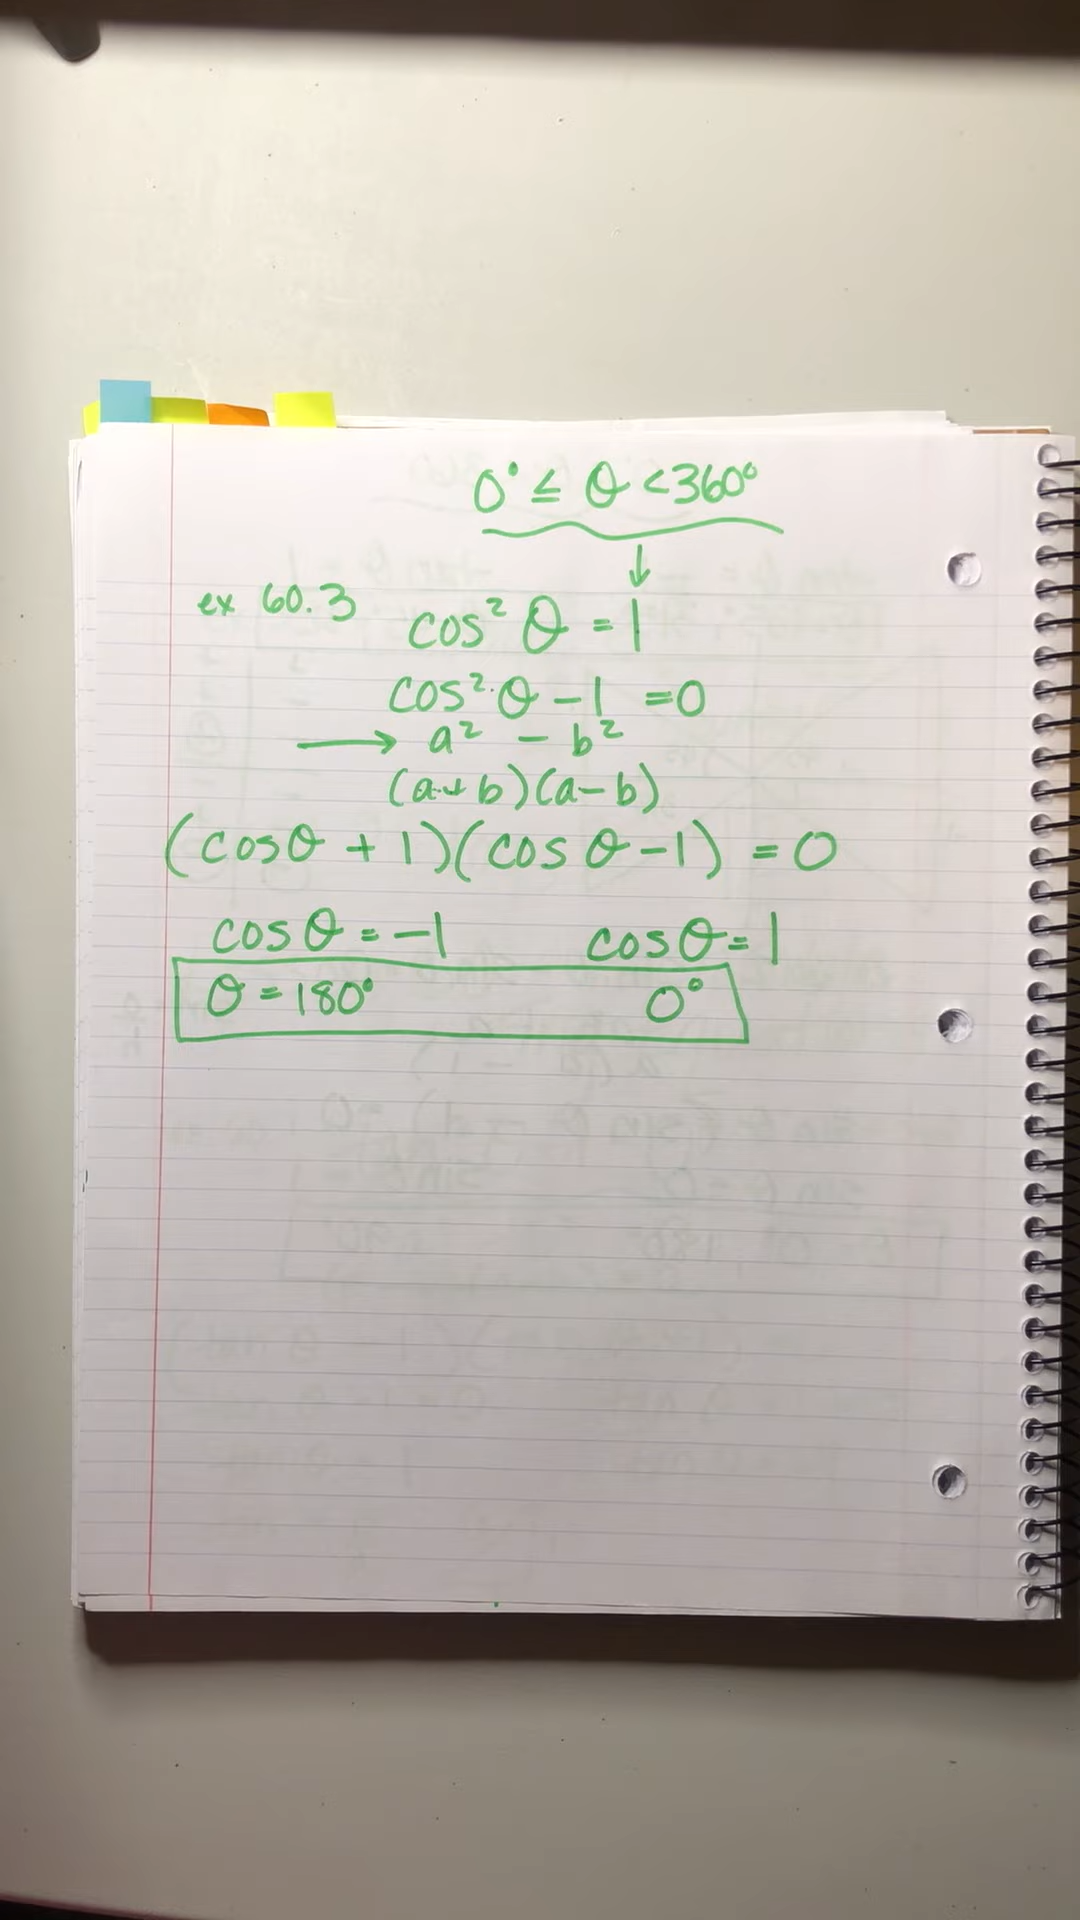 0° ≤ θ < 360°
↓
ex 60.3
cos² θ = 1
cos² θ - 1 = 0
→ a² - b²
(a+b)(a-b)
(cos θ + 1)(cos θ - 1) = 0
cos θ = -1 cos θ = 1
θ = 180° 0°